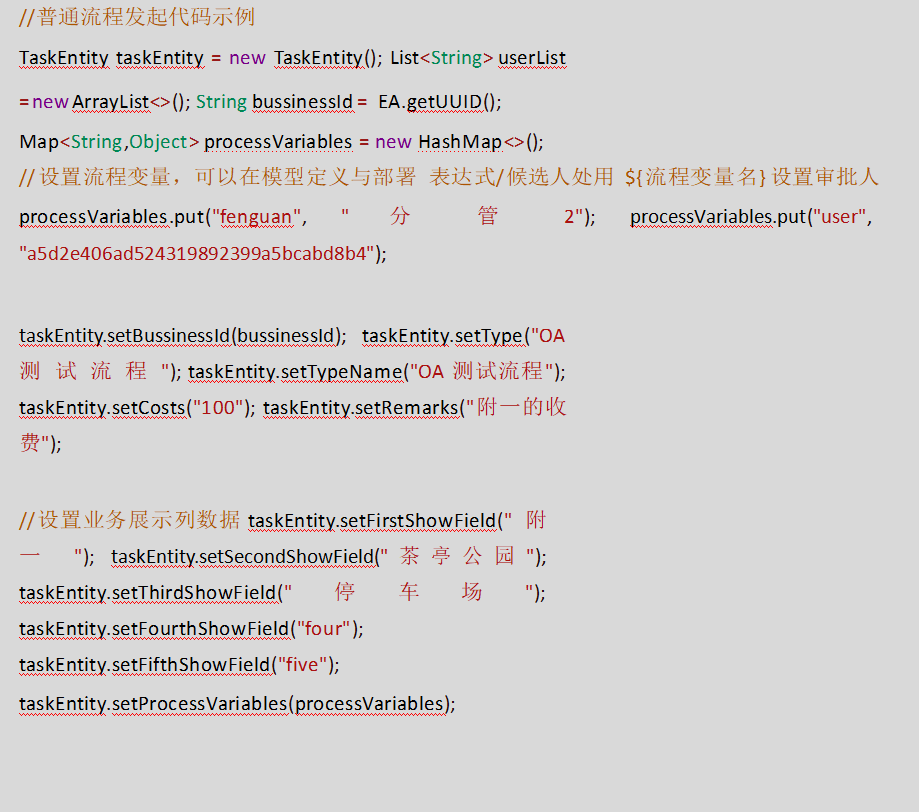 //普通流程发起代码示例
TaskEntity taskEntity = new TaskEntity(); List<String> userList
= new ArrayList<>(); String bussinessId = EA.getUUID();
Map<String,Object> processVariables = new HashMap<>();
//设置流程变量，可以在模型定义与部署 表达式/候选人处用 ${流程变量名}设置审批人
processVariables.put("fenguan", "分管2"); processVariables.put("user",
"a5d2e406ad524319892399a5bcabd8b4");
taskEntity.setBussinessId(bussinessId); taskEntity.setType("OA
测试流程"); taskEntity.setTypeName("OA 测试流程");
taskEntity.setCosts("100"); taskEntity.setRemarks("附一的收
费");
//设置业务展示列数据 taskEntity.setFirstShowField("附
一"); taskEntity.setSecondShowField("茶亭公园");
taskEntity.setThirdShowField("停车场");
taskEntity.setFourthShowField("four");
taskEntity.setFifthShowField("five");
taskEntity.setProcessVariables(processVariables);